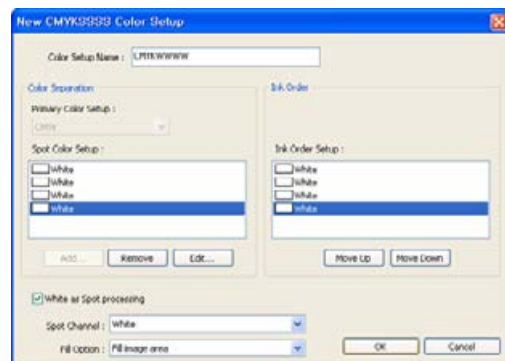 New CMYKSSSS Color Setup
Color Setup Name : CMYKWWWW
Color Separation
Primary Color Setup :
CMYK
Spot Color Setup :
White
White
White
White
Add...
Remove
Edit...
Ink Order
Ink Order Setup :
White
White
White
White
Move Up
Move Down
White as Spot processing
Spot Channel : White
Fill Option : Fill image area
OK
Cancel